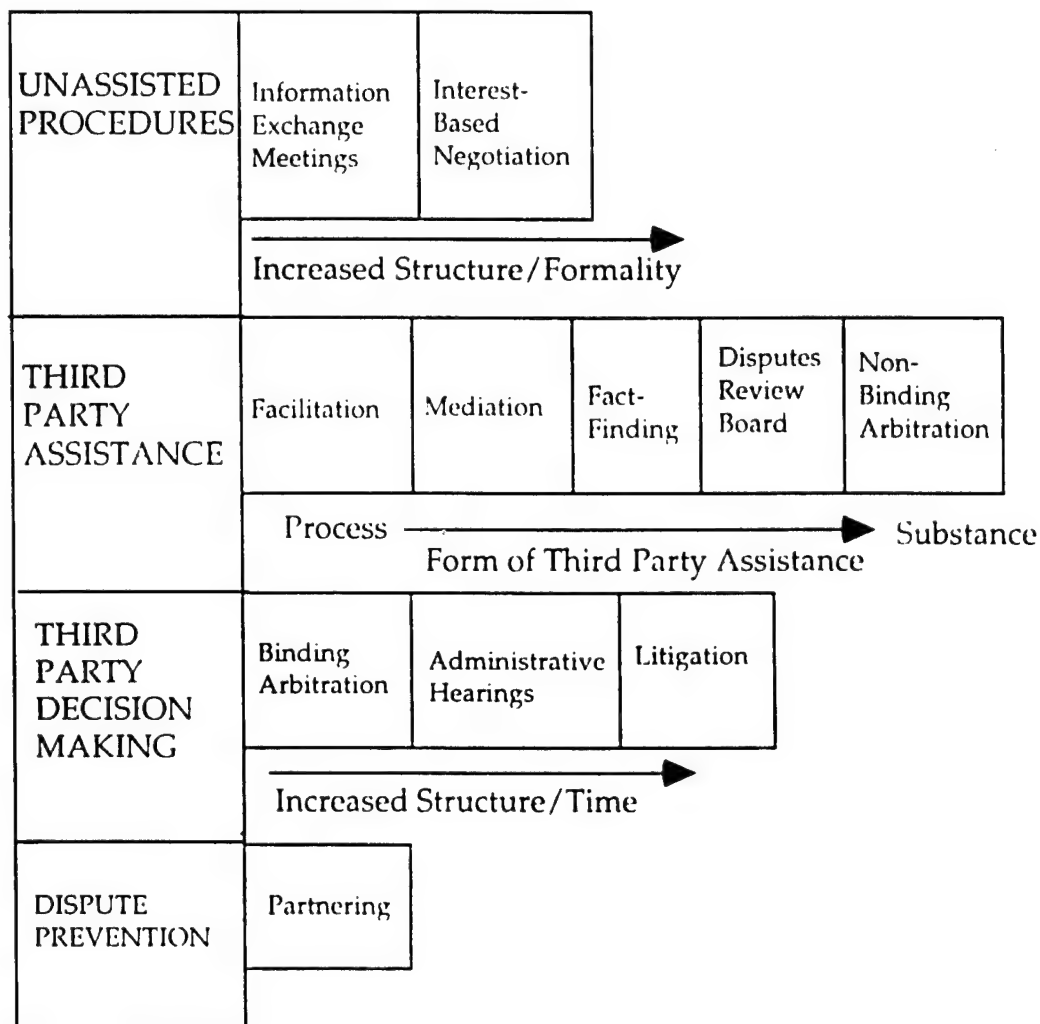 UNASSISTED
PROCEDURES
Information
Exchange
Meetings
Interest-
Based
Negotiation
Increased Structure/Formality
THIRD
PARTY
ASSISTANCE
Facilitation
Mediation
Fact-
Finding
Disputes
Review
Board
Non-
Binding
Arbitration
Process
Substance
Form of Third Party Assistance
THIRD
PARTY
DECISION
MAKING
Binding
Arbitration
Administrative
Hearings
Litigation
Increased Structure/Time
DISPUTE
PREVENTION
Partnering